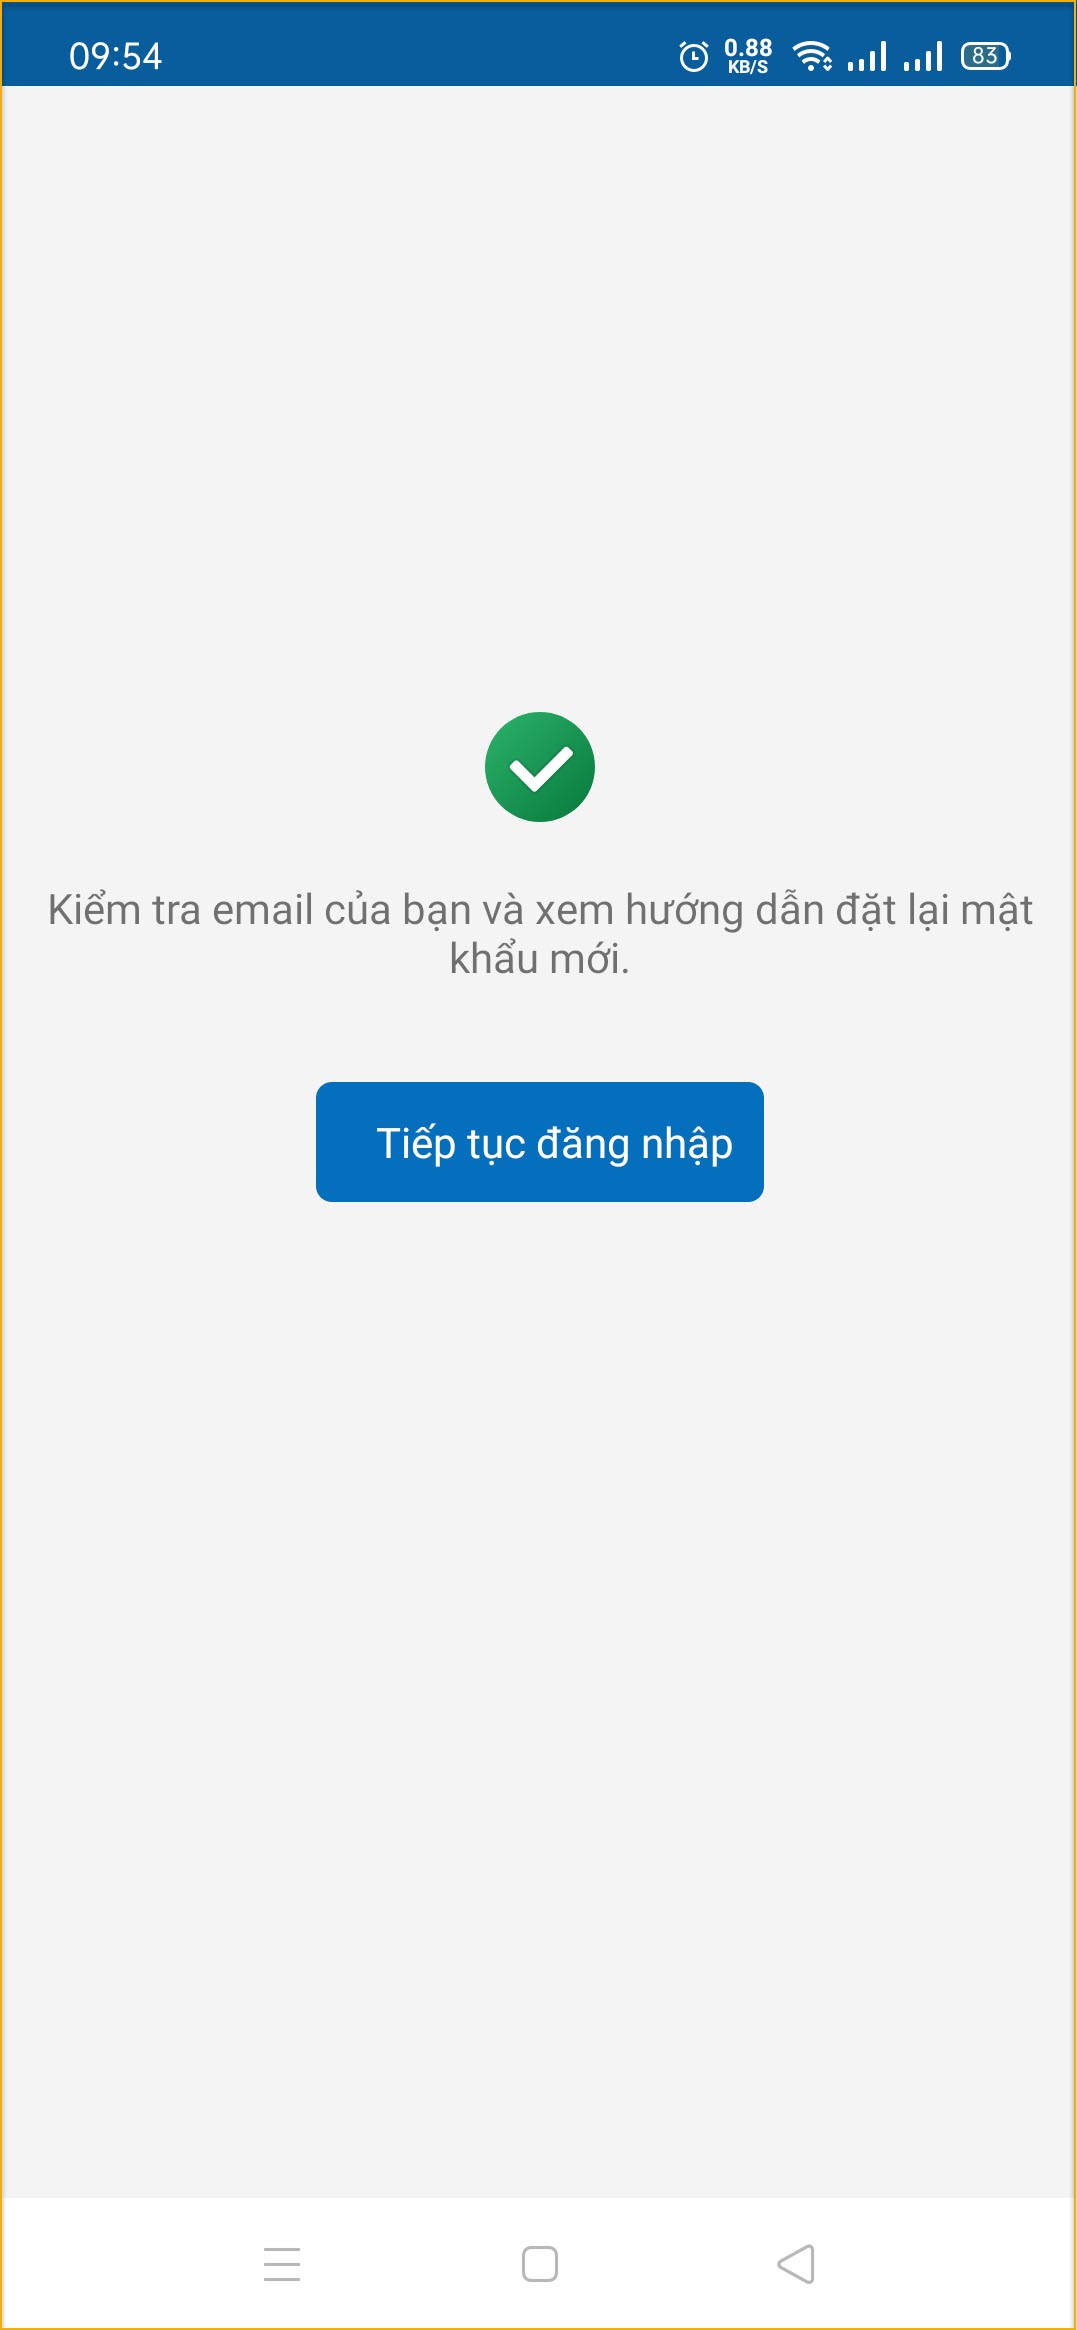 09:54
0.88
KB/S
83
Kiểm tra email của bạn và xem hướng dẫn đặt lại mật
khẩu mới.
Tiếp tục đăng nhập